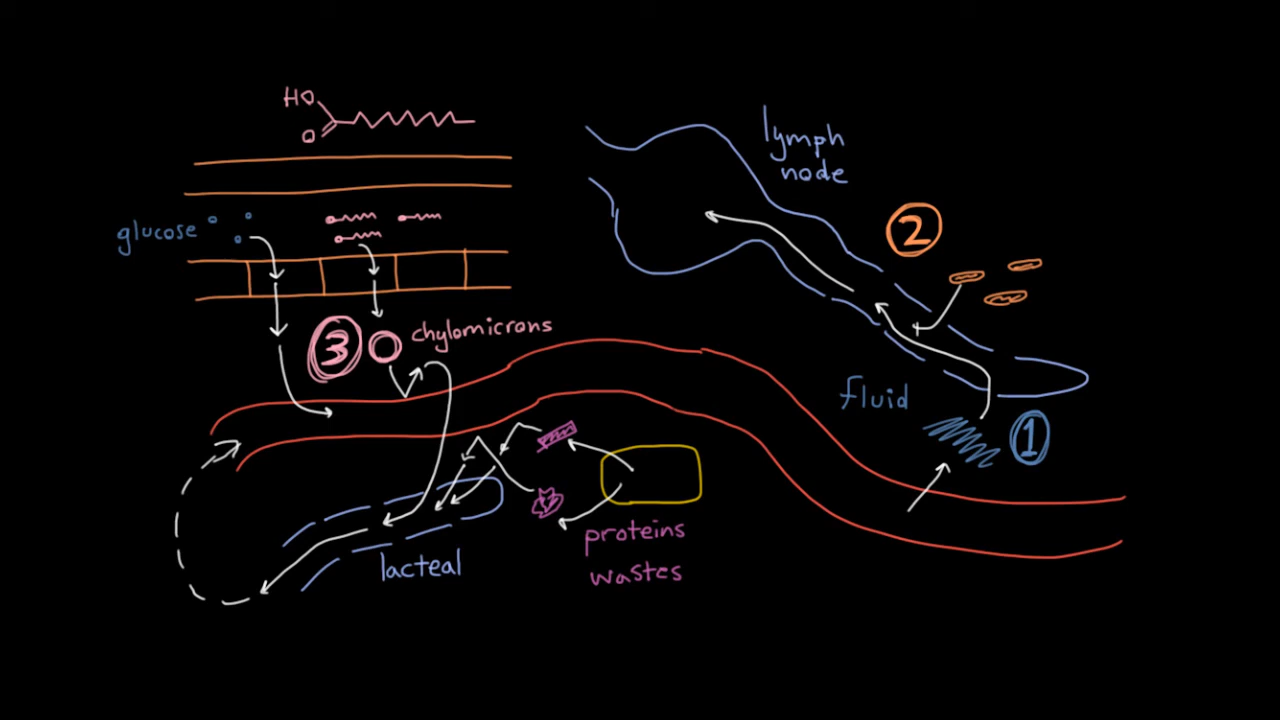 HO
O
lymph
node
glucose
2
3
chylomicrons
fluid
1
proteins
wastes
lacteal